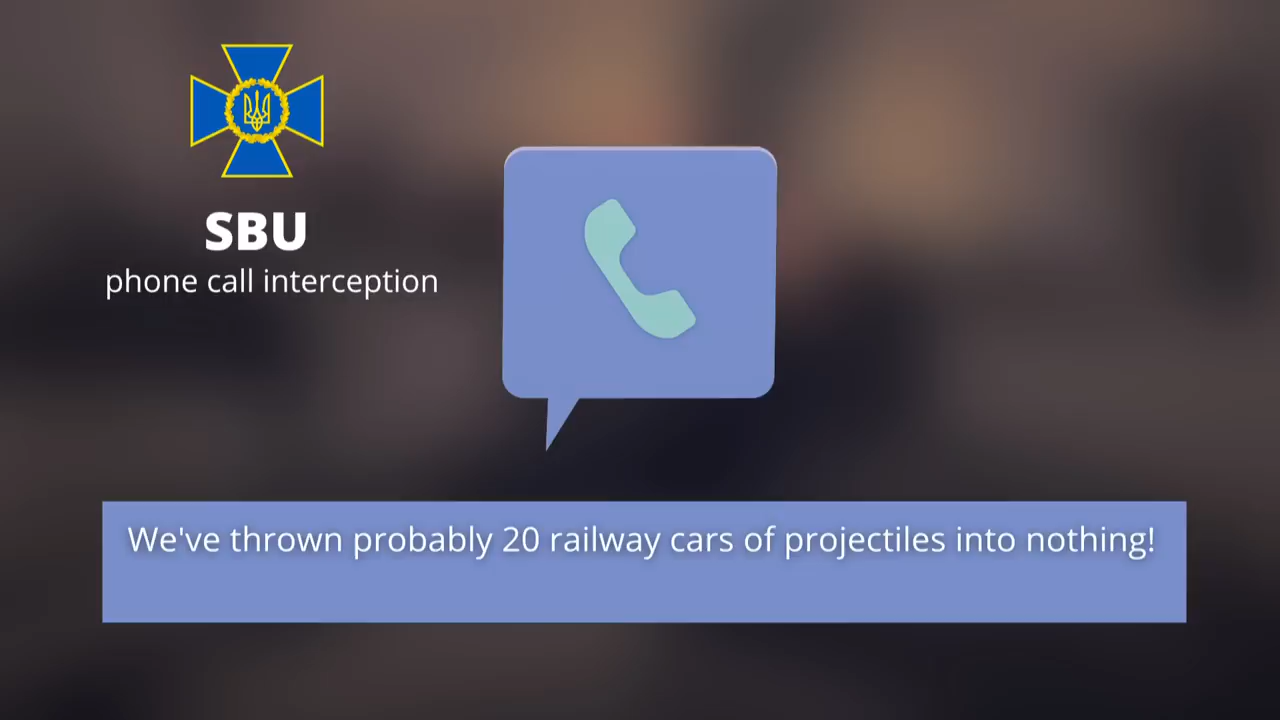 SBU
phone call interception
We've thrown probably 20 railway cars of projectiles into nothing!